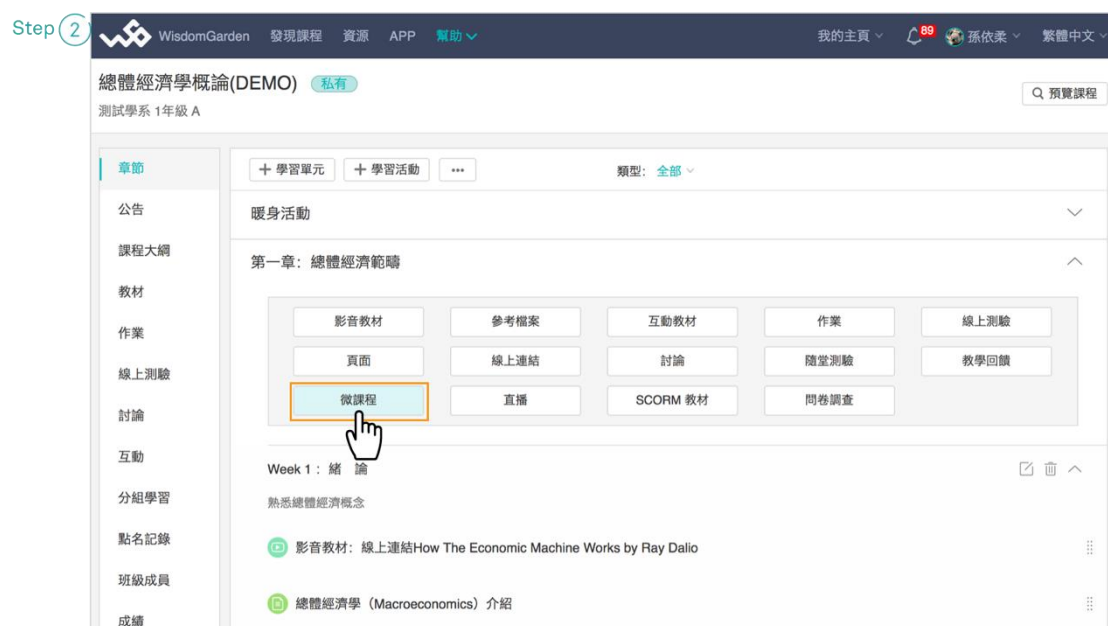 Step 2
WisdomGarden 發現課程 資源 APP 幫助 我的主頁 89 孫依柔 繁體中文
總體經濟學概論(DEMO) 私有
測試學系 1年級 A
預覽課程
章節
公告
課程大綱
教材
作業
線上測驗
討論
互動
分組學習
點名記錄
班級成員
成績
+ 學習單元 + 學習活動 ••• 類型: 全部
暖身活動
第一章：總體經濟範疇
影音教材 參考檔案 互動教材 作業 線上測驗
頁面 線上連結 討論 隨堂測驗 教學回饋
微課程 直播 SCORM 教材 問卷調查
Week 1：緒 論
熟悉總體經濟概念
影音教材：線上連結How The Economic Machine Works by Ray Dalio
總體經濟學（Macroeconomics）介紹